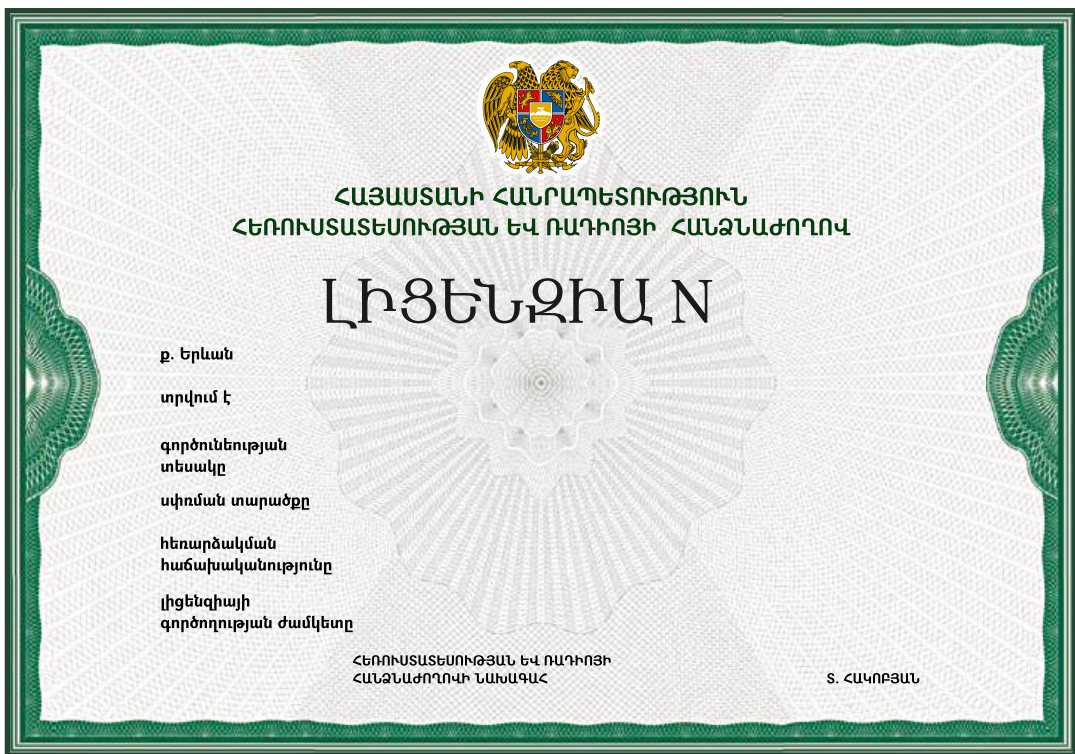 ՀԱՅԱՍՏԱՆԻ ՀԱՆՐԱՊԵՏՈՒԹՅՈՒՆ
ՀԵՌՈՒՍՏԱՏԵՍՈՒԹՅԱՆ ԵՎ ՌԱԴԻՈՅԻ ՀԱՆՁՆԱԺՈՂՈՎ
ԼԻՑԵՆԶԻԱ N
ք. Երևան
տրվում է
գործունեության
տեսակը
սփռման տարածքը
հեռարձակման
հաճախականությունը
լիցենզիայի
գործողության ժամկետը
ՀԵՌՈՒՍՏԱՏԵՍՈՒԹՅԱՆ ԵՎ ՌԱԴԻՈՅԻ
ՀԱՆՁՆԱԺՈՂՈՎԻ ՆԱԽԱԳԱՀ
Տ. ՀԱԿՈԲՅԱՆ